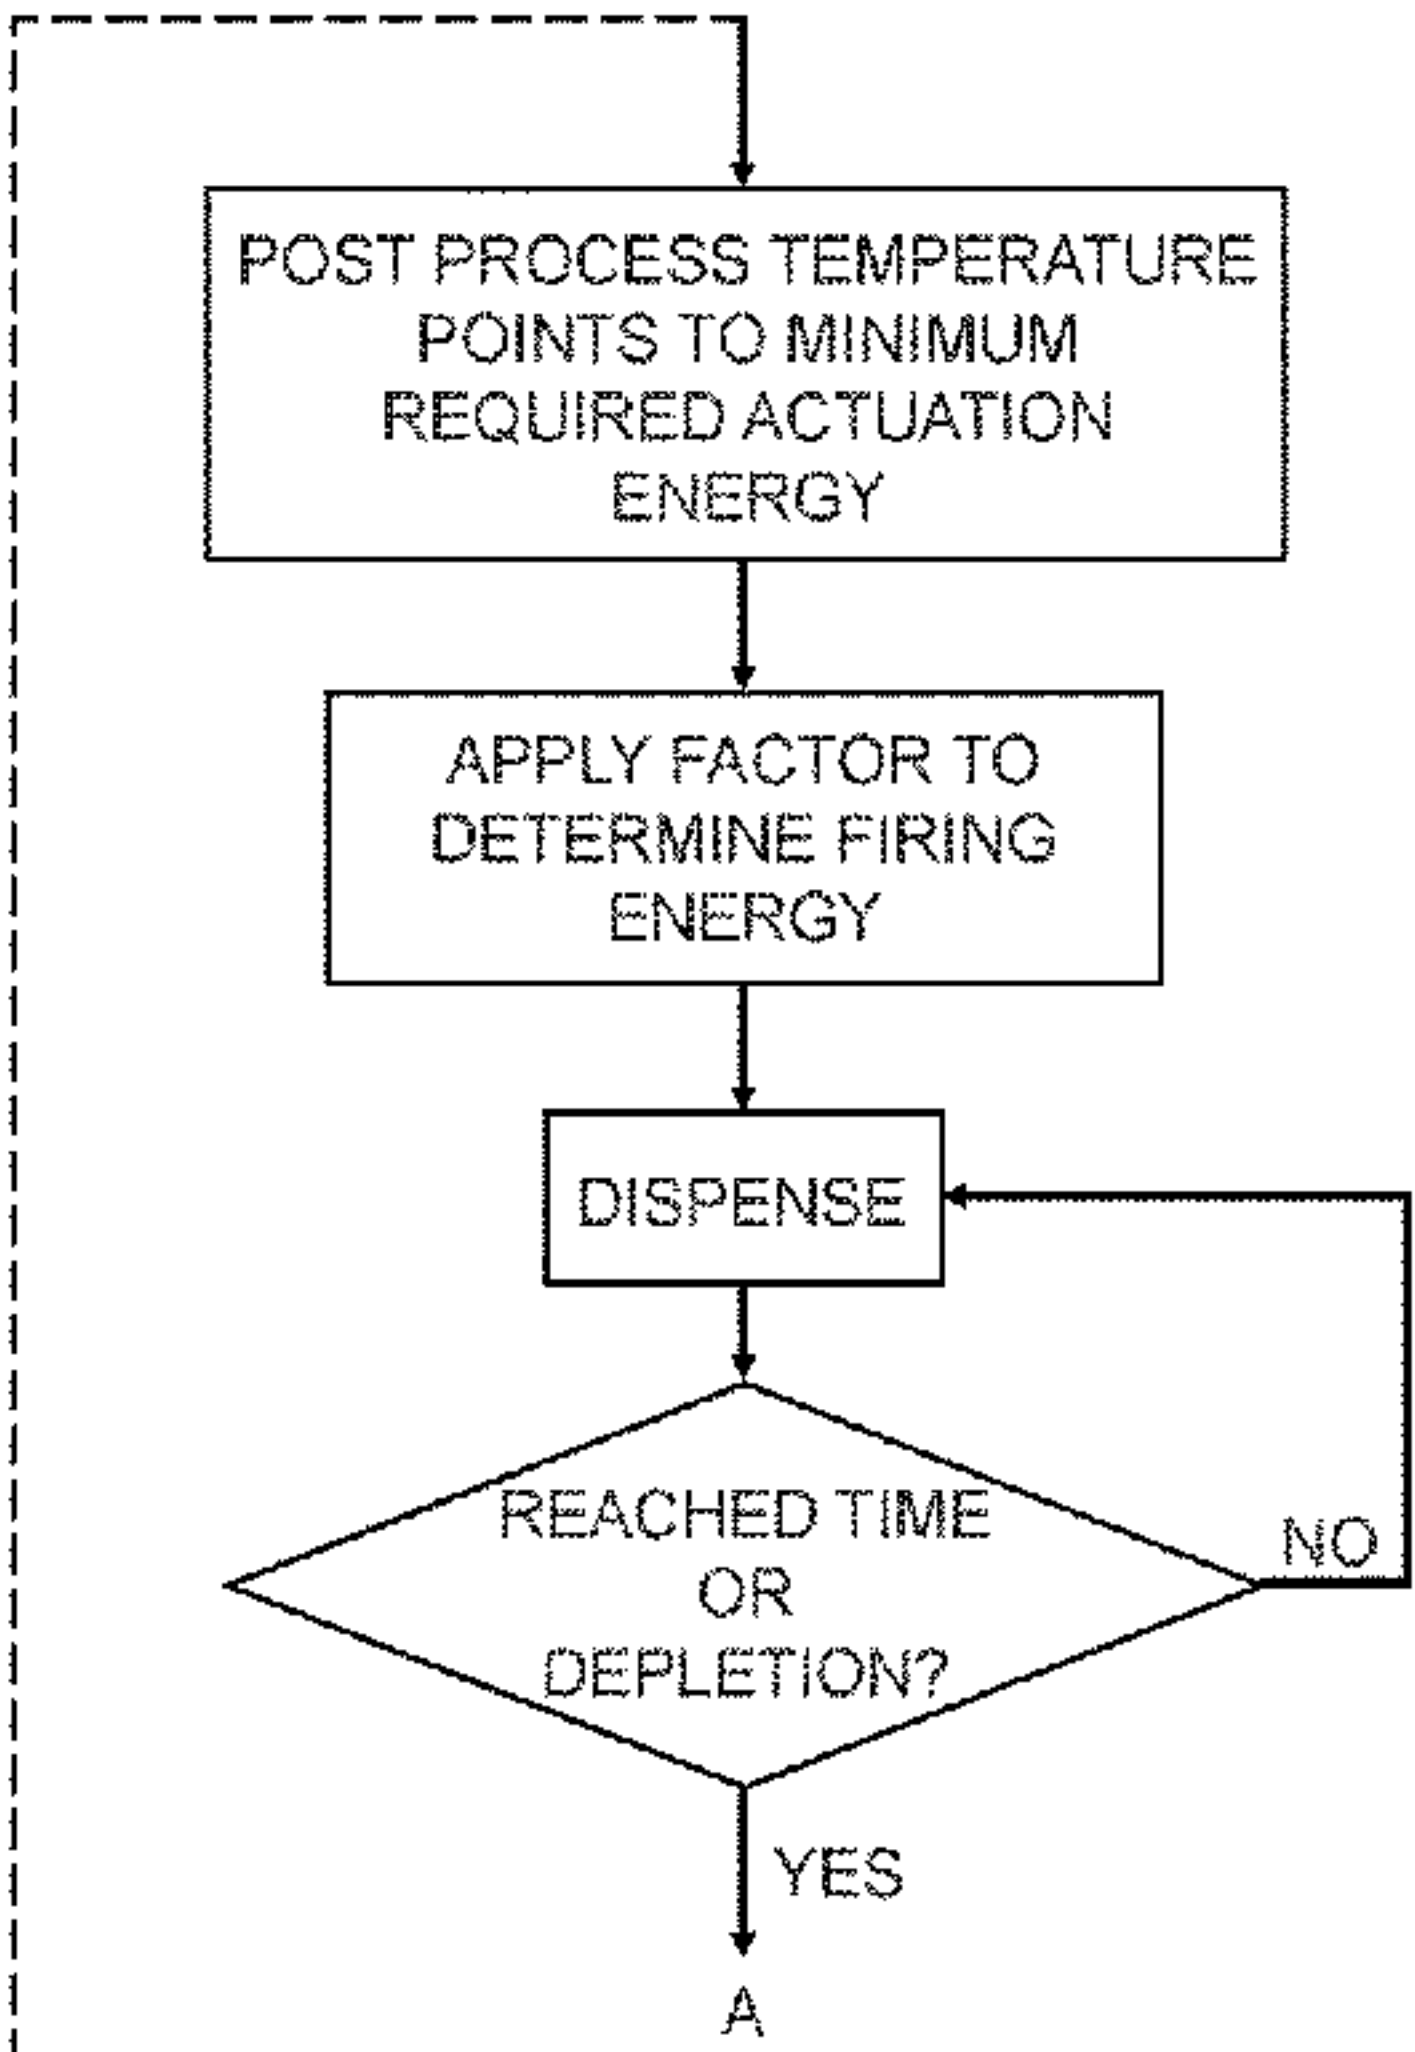 POST PROCESS TEMPERATURE
POINTS TO MINIMUM
REQUIRED ACTUATION
ENERGY
APPLY FACTOR TO
DETERMINE FIRING
ENERGY
DISPENSE
REACHED TIME
OR
DEPLETION?
NO
YES
A